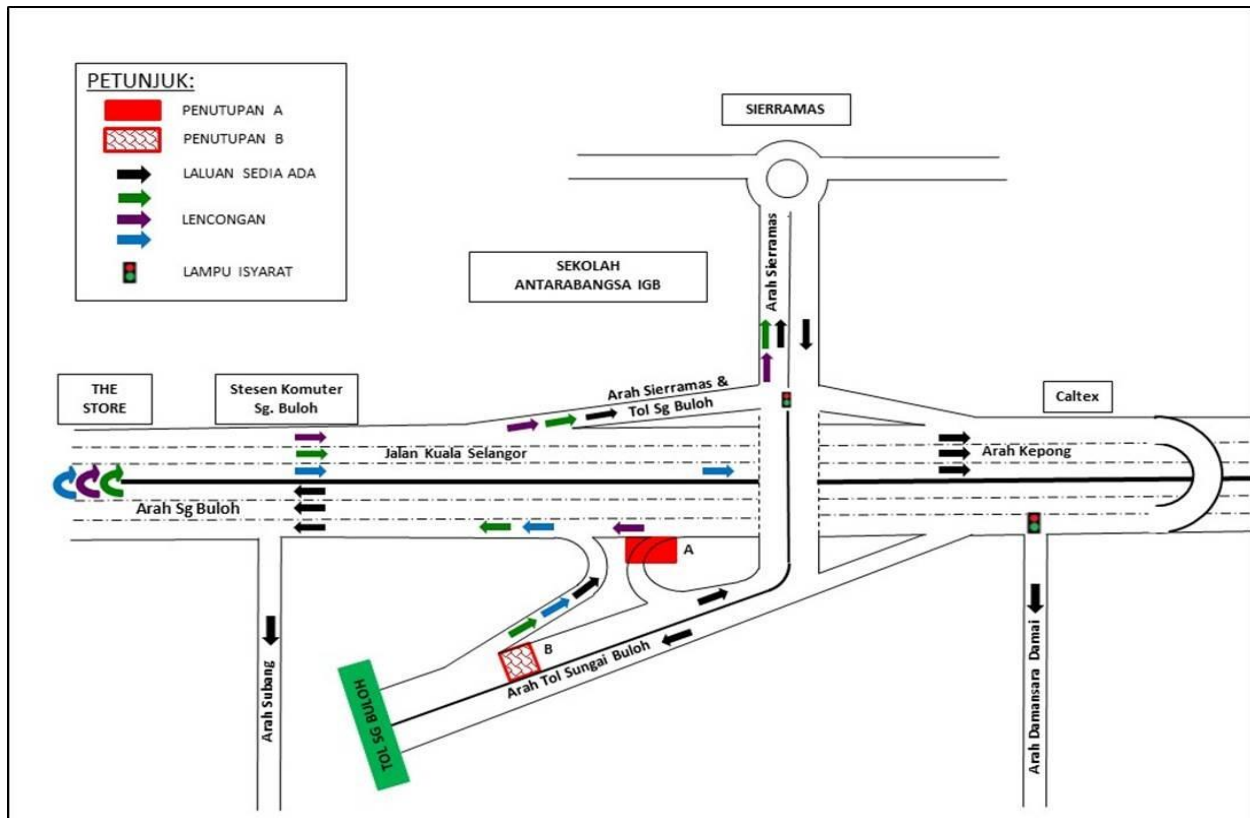 PETUNJUK:
PENUTUPAN A
PENUTUPAN B
LALUAN SEDIA ADA
LENCONGAN
LAMPU ISYARAT
SIERRAMAS
Arah Sierramas
SEKOLAH
ANTARABANGSA IGB
THE
STORE
Stesen Komuter
Sg. Buloh
Arah Sierramas &
Tol Sg Buloh
Caltex
Jalan Kuala Selangor
Arah Kepong
Arah Sg Buloh
A
B
Arah Tol Sungai Buloh
TOL SG BULOH
Arah Subang
Arah Damansara Damai